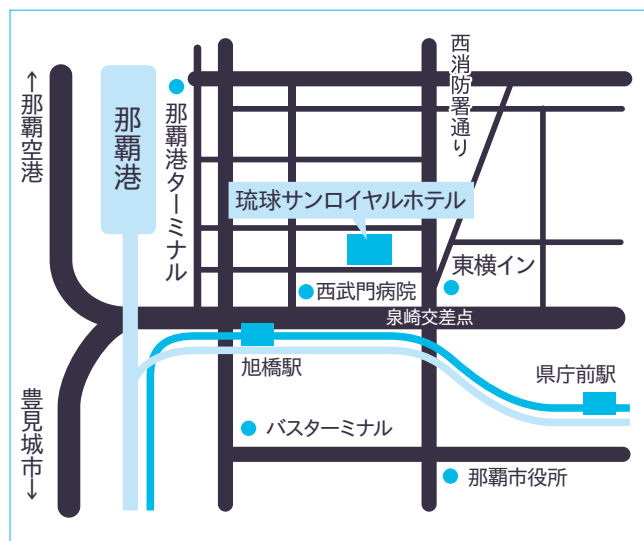 ↑那覇空港
那覇港
那覇港ターミナル
西消防署通り
琉球サンロイヤルホテル
西武門病院
東横イン
泉崎交差点
旭橋駅
県庁前駅
豊見城市↓
バスターミナル
那覇市役所